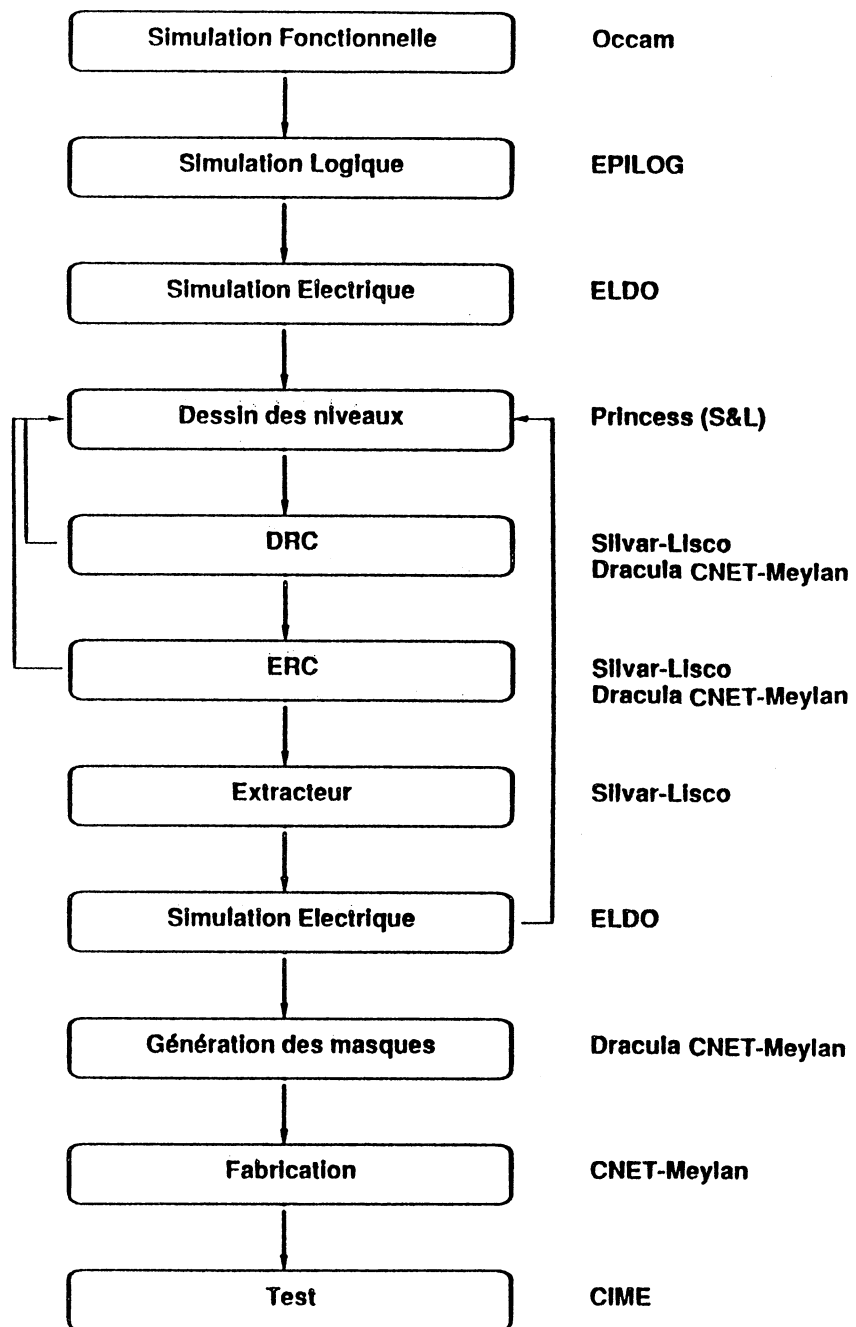 Simulation Fonctionnelle
Occam
Simulation Logique
EPILOG
Simulation Electrique
ELDO
Dessin des niveaux
Princess (S&L)
DRC
Silvar-Lisco
Dracula CNET-Meylan
ERC
Silvar-Lisco
Dracula CNET-Meylan
Extracteur
Silvar-Lisco
Simulation Electrique
ELDO
Génération des masques
Dracula CNET-Meylan
Fabrication
CNET-Meylan
Test
CIME